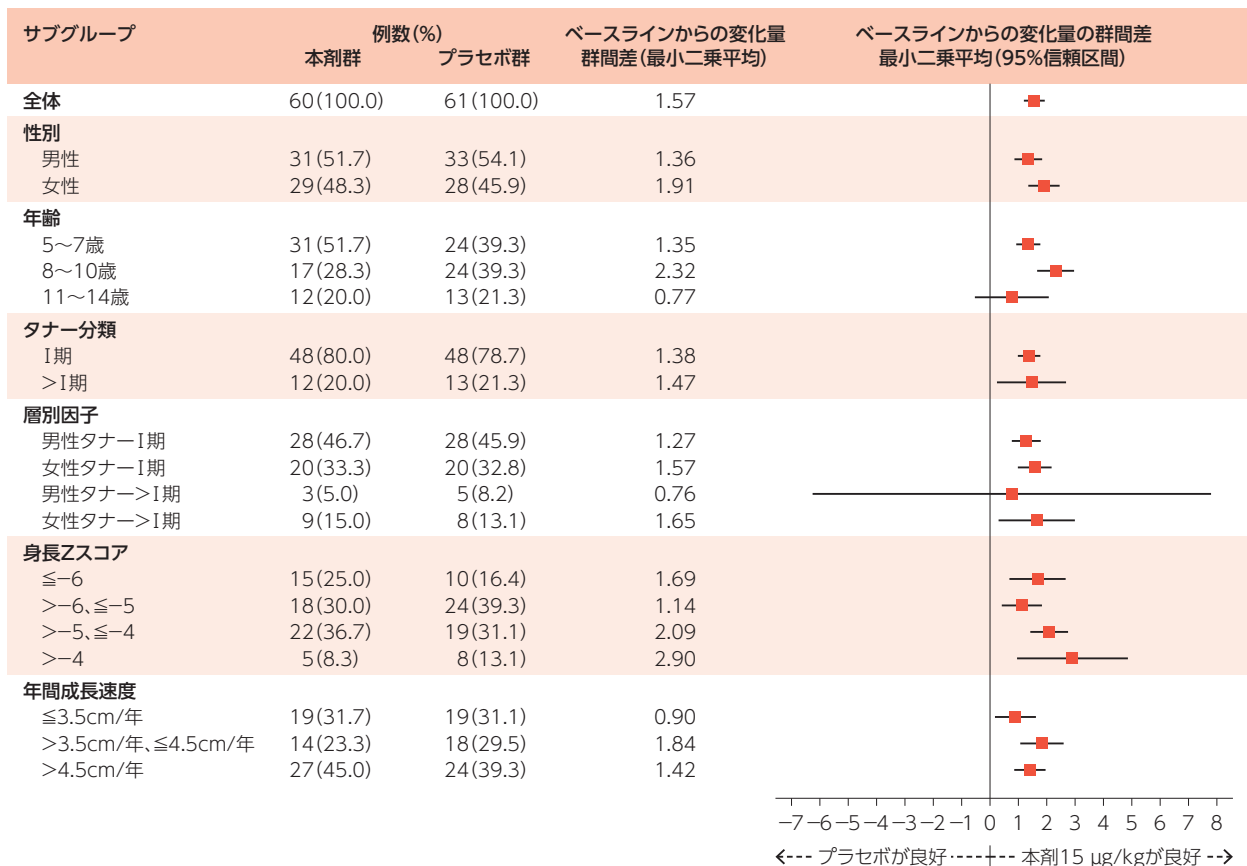 サブグループ 例数(%) ベースラインからの変化量 ベースラインからの変化量の群間差
本剤群 プラセボ群 群間差(最小二乗平均) 最小二乗平均(95%信頼区間)
全体 60(100.0) 61(100.0) 1.57
性別
男性 31(51.7) 33(54.1) 1.36
女性 29(48.3) 28(45.9) 1.91
年齢
5〜7歳 31(51.7) 24(39.3) 1.35
8〜10歳 17(28.3) 24(39.3) 2.32
11〜14歳 12(20.0) 13(21.3) 0.77
タナー分類
I期 48(80.0) 48(78.7) 1.38
>I期 12(20.0) 13(21.3) 1.47
層別因子
男性タナーI期 28(46.7) 28(45.9) 1.27
女性タナーI期 20(33.3) 20(32.8) 1.57
男性タナー>I期 3(5.0) 5(8.2) 0.76
女性タナー>I期 9(15.0) 8(13.1) 1.65
身長Zスコア
≦−6 15(25.0) 10(16.4) 1.69
>−6、≦−5 18(30.0) 24(39.3) 1.14
>−5、≦−4 22(36.7) 19(31.1) 2.09
>−4 5(8.3) 8(13.1) 2.90
年間成長速度
≦3.5cm/年 19(31.7) 19(31.1) 0.90
>3.5cm/年、≦4.5cm/年 14(23.3) 18(29.5) 1.84
>4.5cm/年 27(45.0) 24(39.3) 1.42
−7 −6 −5 −4 −3 −2 −1 0 1 2 3 4 5 6 7 8
プラセボが良好 本剤15 μg/kgが良好